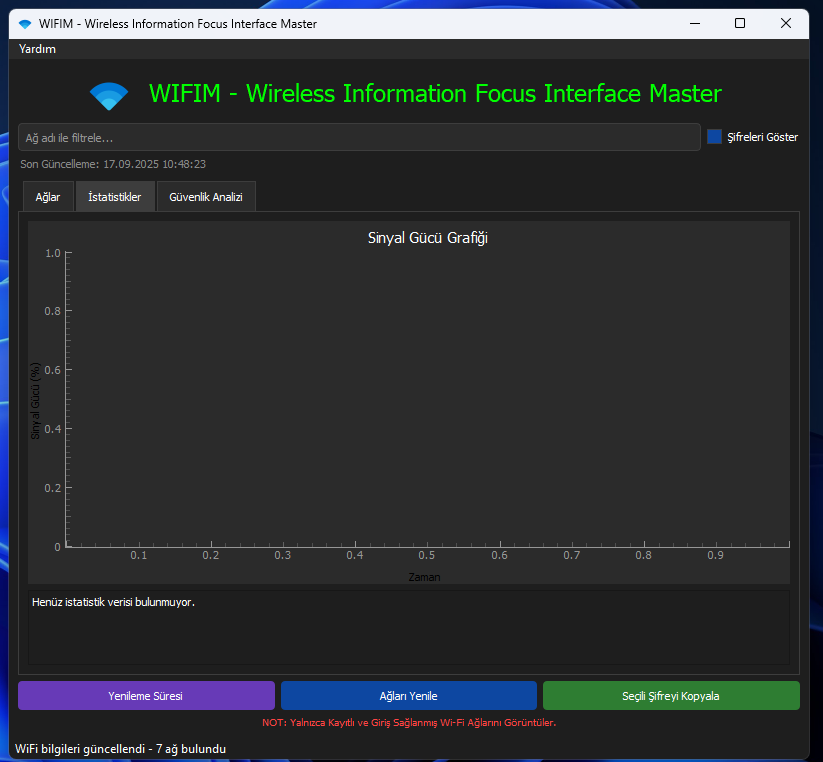 WIFIM - Wireless Information Focus Interface Master
Yardım
WIFIM - Wireless Information Focus Interface Master
Ağ adı ile filtrele...
Şifreleri Göster
Son Güncelleme: 17.09.2025 10:48:23
Ağlar
İstatistikler
Güvenlik Analizi
Sinyal Gücü Grafiği
1.0
0.8
0.6
0.4
0.2
0
Sinyal Gücü (%)
0.1 0.2 0.3 0.4 0.5 0.6 0.7 0.8 0.9
Zaman
Henüz istatistik verisi bulunmuyor.
Yenileme Süresi
Ağları Yenile
Seçili Şifreyi Kopyala
NOT: Yalnızca Kayıtlı ve Giriş Sağlanmış Wi-Fi Ağlarını Görüntüler.
WiFi bilgileri güncellendi - 7 ağ bulundu